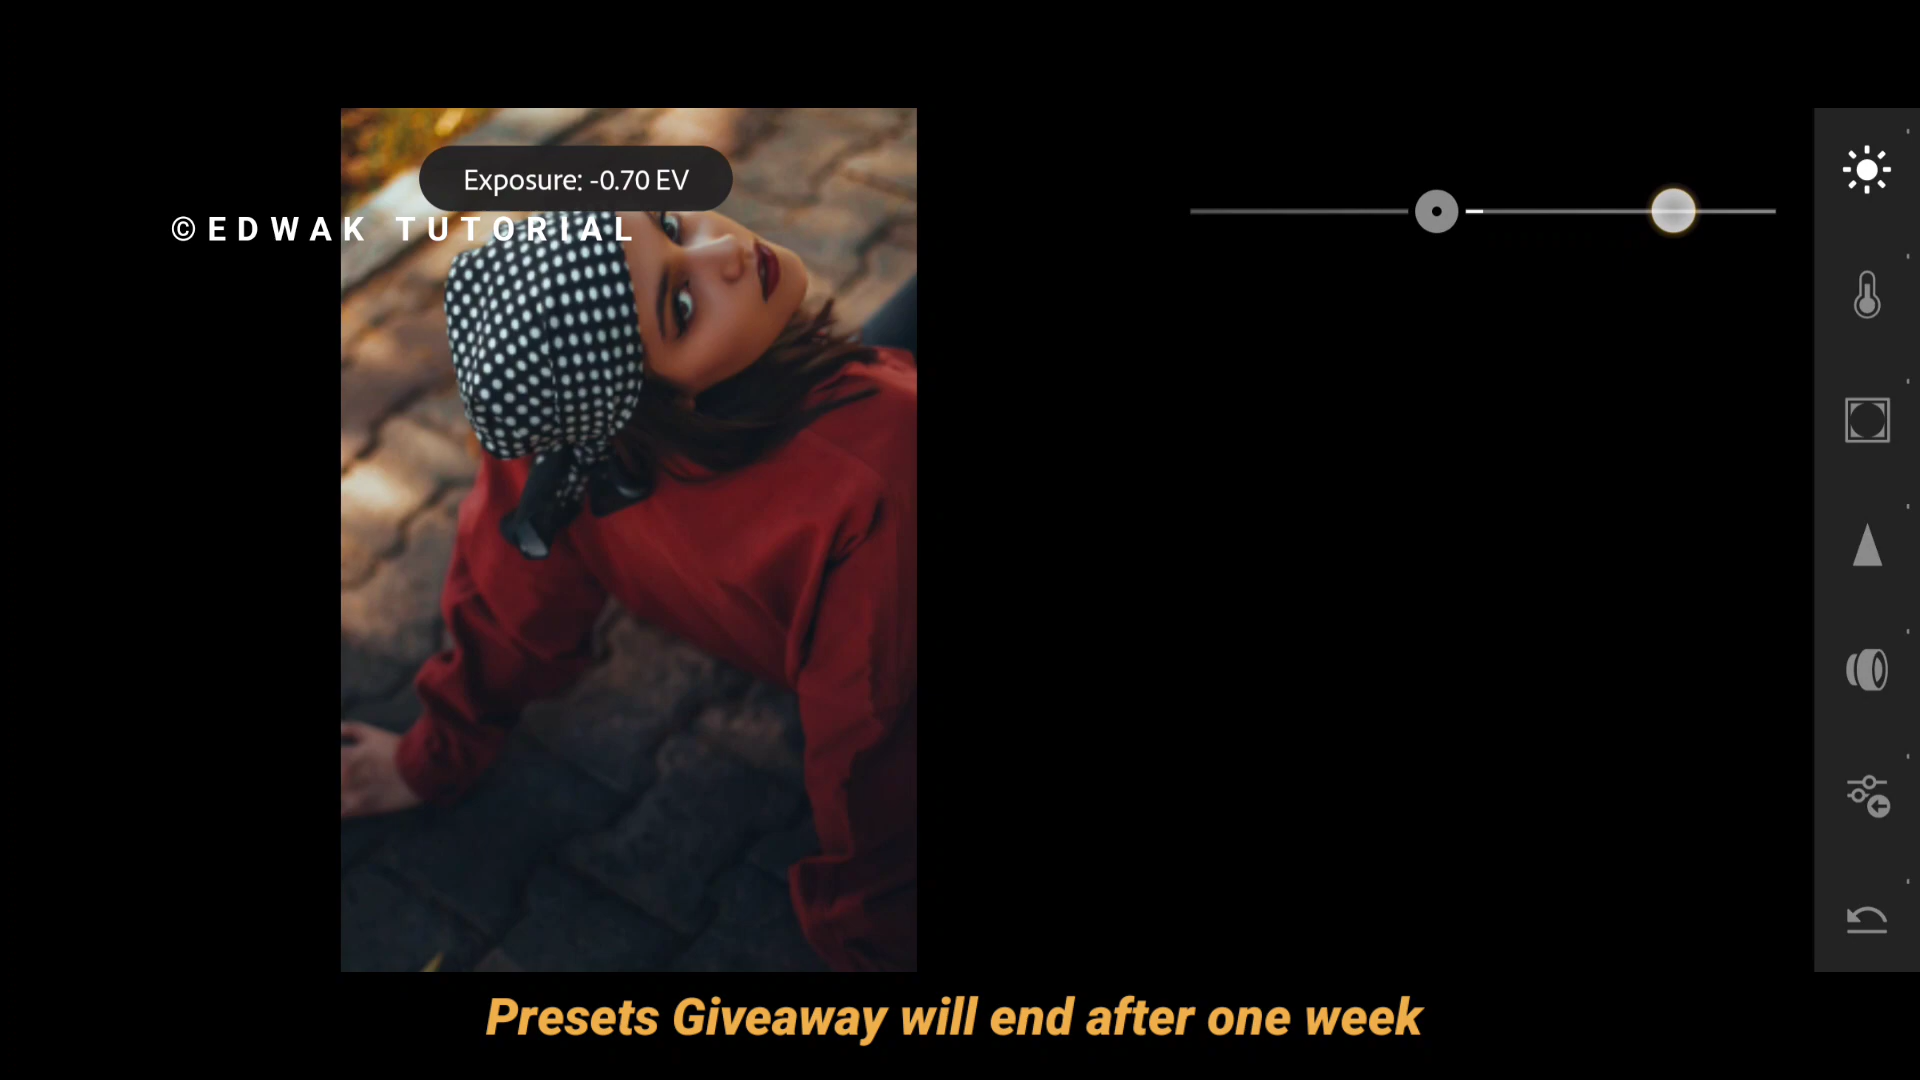 Exposure: -0.70 EV
©EDWAK TUTORIAL
Presets Giveaway will end after one week